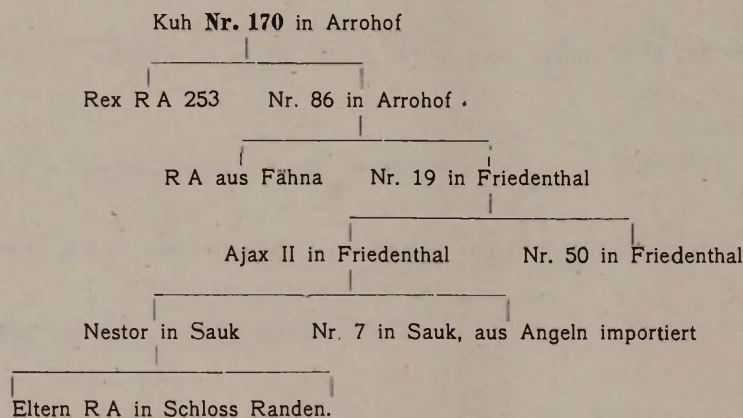 Kuh Nr. 170 in Arrohof
Rex R A 253 Nr. 86 in Arrohof
R A aus Fähna Nr. 19 in Friedenthal
Ajax II in Friedenthal Nr. 50 in Friedenthal
Nestor in Sauk Nr. 7 in Sauk, aus Angeln importiert
Eltern R A in Schloss Randen.